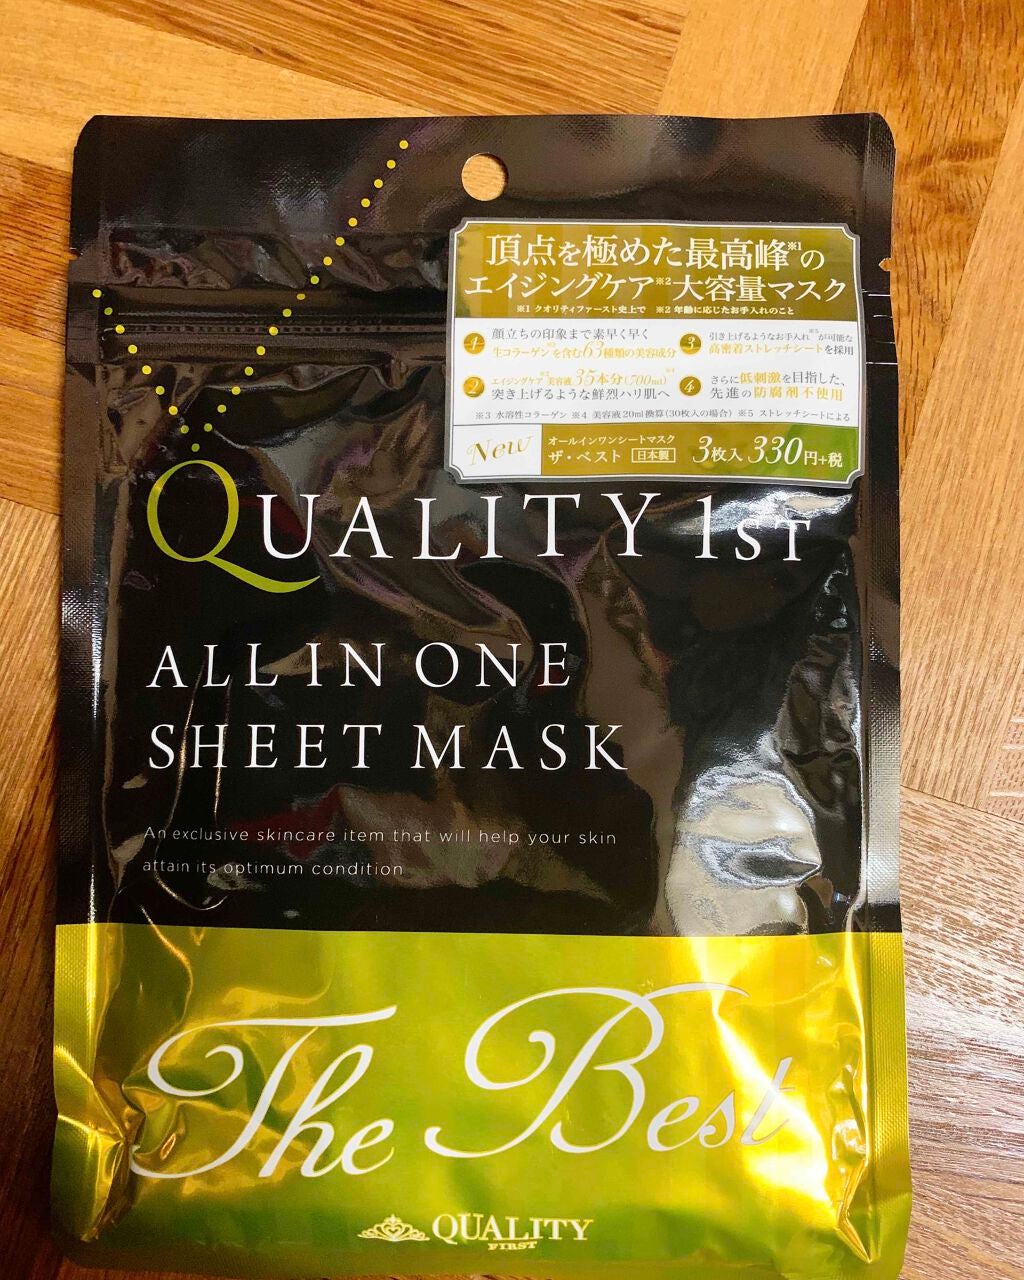 頂点を極めた最高峰※1の
エイジングケア※2大容量マスク
※1 クオリティファースト史上で ※2 年齢に応じたお手入れのこと
1 顔立ちの印象まで素早く早く
生コラーゲン※3を含む63種類の美容成分
2 エイジングケア※2美容液35本分(700ml)※4
突き上げるような鮮烈ハリ肌へ
3 引き上げるようなお手入れ※5が可能な
高密着ストレッチシートを採用
4 さらに低刺激を目指した、
先進の防腐剤不使用
※3 水溶性コラーゲン ※4 美容液20ml換算(30枚入の場合) ※5 ストレッチシートによる
New
オールインワンシートマスク
ザ・ベスト 日本製 3枚入 330円+税
QUALITY 1ST
ALL IN ONE
SHEET MASK
An exclusive skincare item that will help your skin
attain its optimum condition
The Best
QUALITY
FIRST